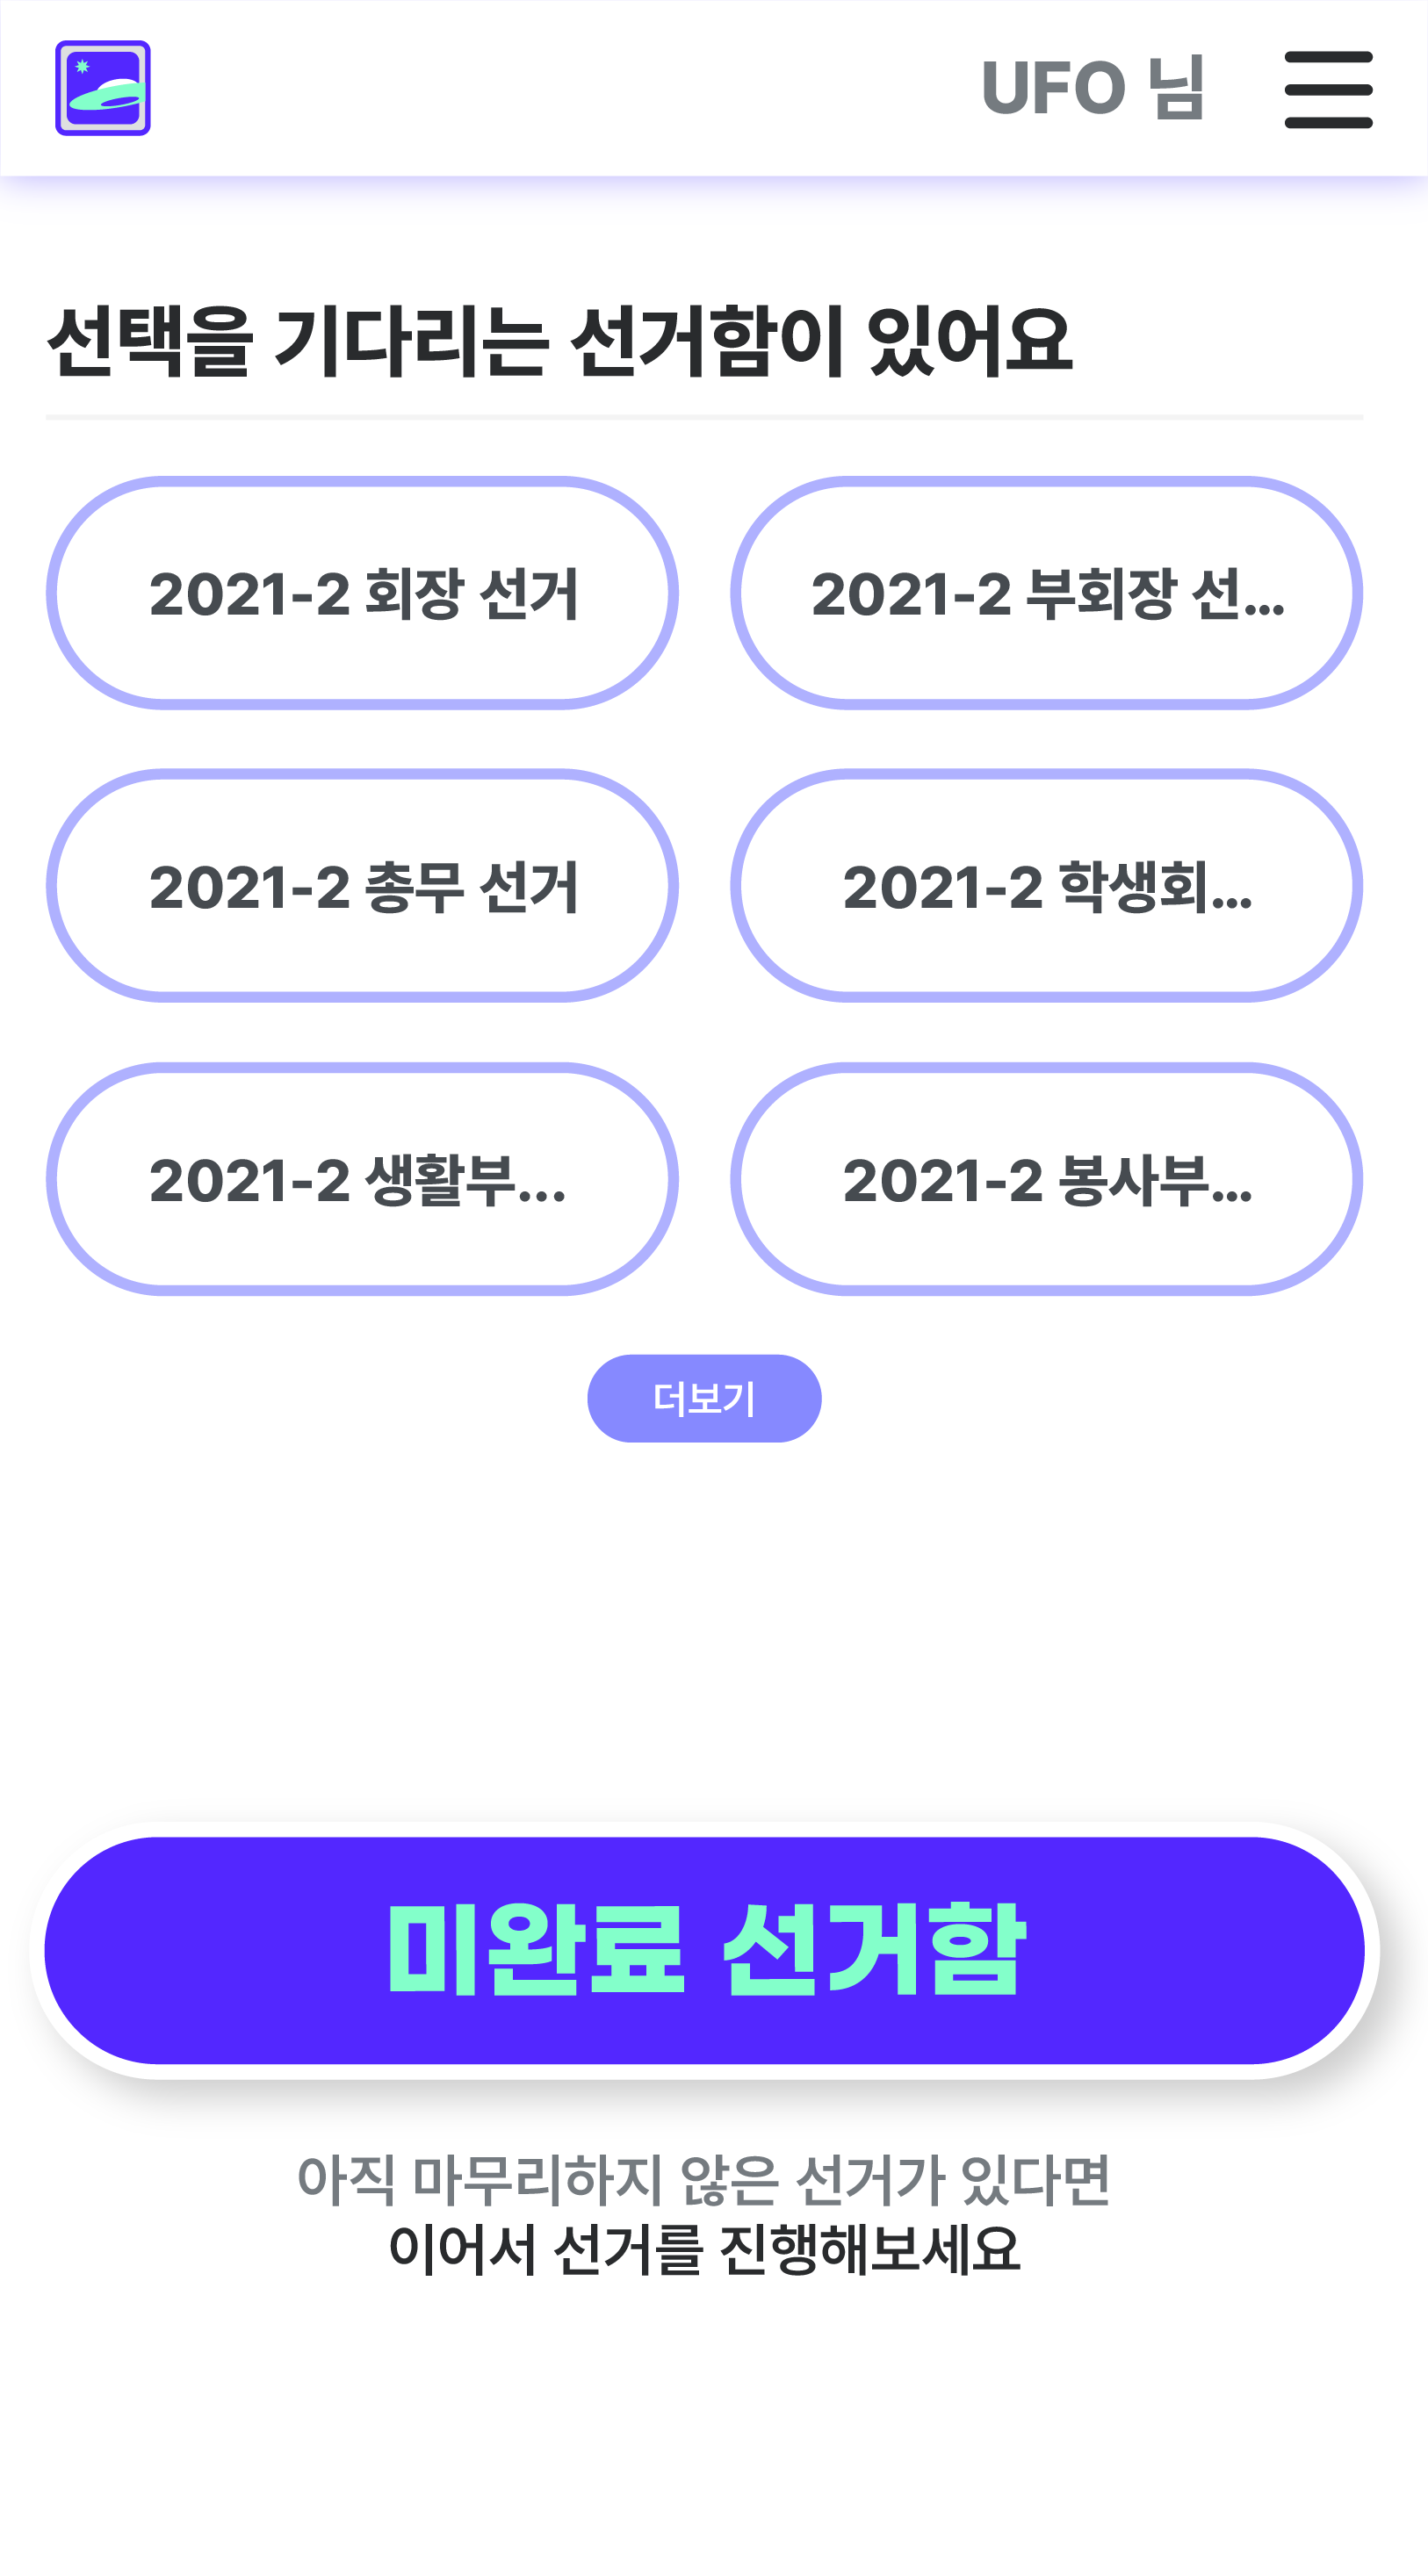 UFO 님
선택을 기다리는 선거함이 있어요
2021-2 회장 선거
2021-2 부회장 선...
2021-2 총무 선거
2021-2 학생회...
2021-2 생활부...
2021-2 봉사부...
더보기
미완료 선거함
아직 마무리하지 않은 선거가 있다면
이어서 선거를 진행해보세요